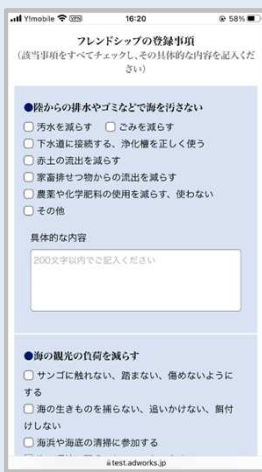 Y!mobile VPN 16:20 58%
フレンドシップの登録事項
(該当事項をすべてチェックし、その具体的な内容を記入くだ
さい)
●陸からの排水やゴミなどで海を汚さない
汚水を減らす ごみを減らす
下水道に接続する、浄化槽を正しく使う
赤土の流出を減らす
家畜排せつ物からの流出を減らす
農薬や化学肥料の使用を減らす、使わない
その他
具体的な内容
200文字以内でご記入ください
●海の観光の負荷を減らす
サンゴに触れない、踏まない、傷めないように
する
海の生きものを捕らない、追いかけない、餌付
けしない
海浜や海底の清掃に参加する
test.adworks.jp